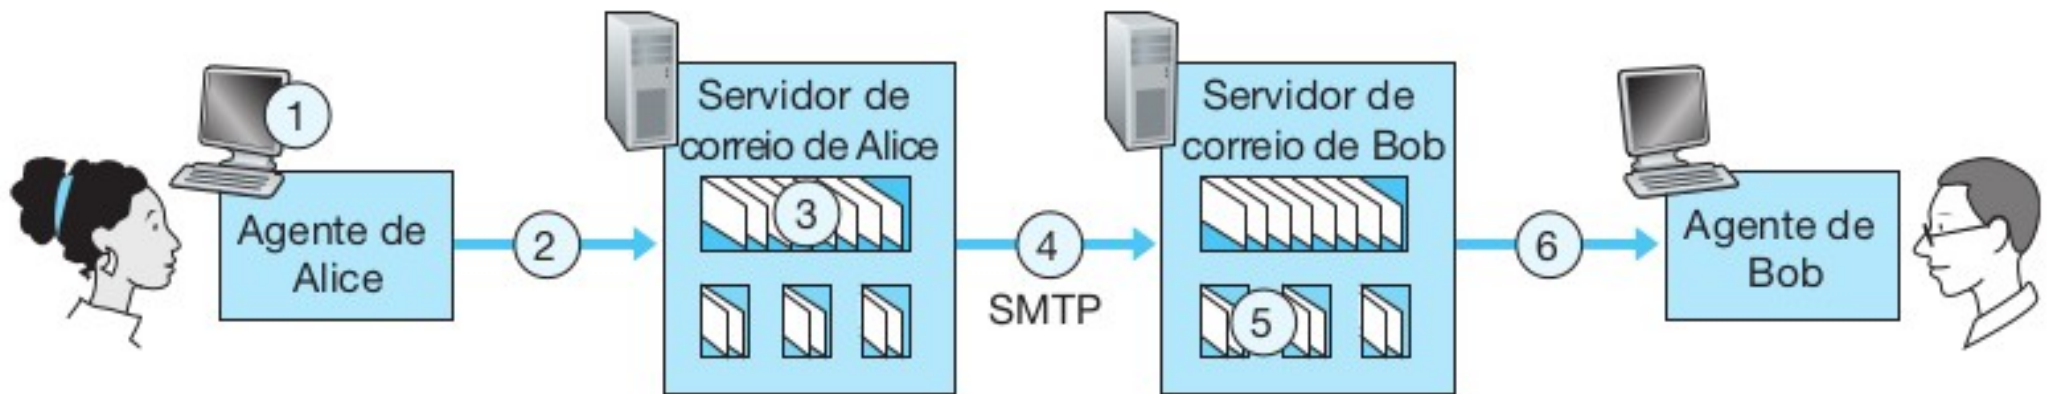 1
Agente de
Alice
2
Servidor de
correio de Alice
3
4
SMTP
Servidor de
correio de Bob
5
6
Agente de
Bob